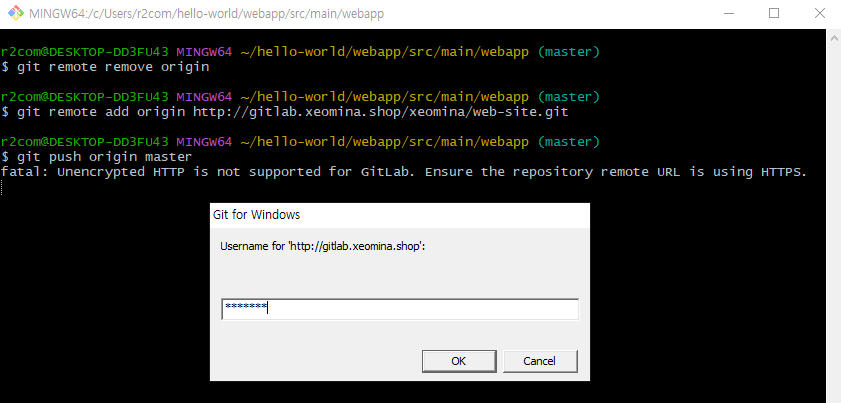 MINGW64:/c/Users/r2com/hello-world/webapp/src/main/webapp
r2com@DESKTOP-DD3FU43 MINGW64 ~/hello-world/webapp/src/main/webapp (master)
$ git remote remove origin
r2com@DESKTOP-DD3FU43 MINGW64 ~/hello-world/webapp/src/main/webapp (master)
$ git remote add origin http://gitlab.xeomina.shop/xeomina/web-site.git
r2com@DESKTOP-DD3FU43 MINGW64 ~/hello-world/webapp/src/main/webapp (master)
$ git push origin master
fatal: Unencrypted HTTP is not supported for GitLab. Ensure the repository remote URL is using HTTPS.
Git for Windows
Username for 'http://gitlab.xeomina.shop':
*******
OK Cancel